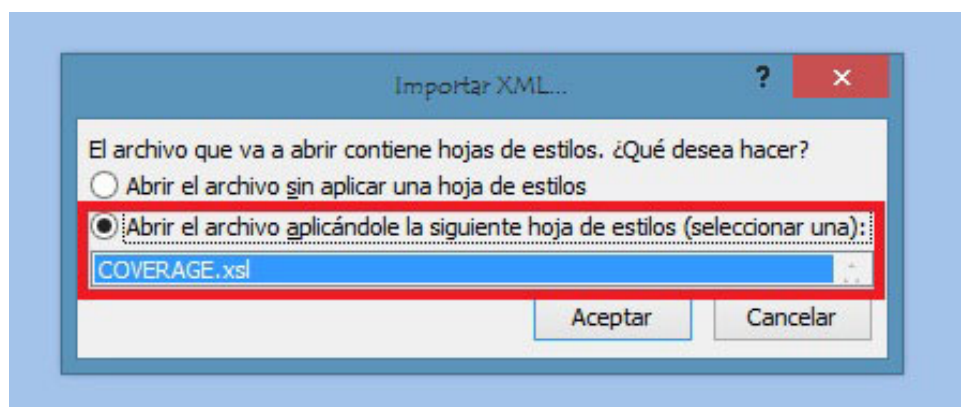 Importar XML...
?
El archivo que va a abrir contiene hojas de estilos. ¿Qué desea hacer?
Abrir el archivo sin aplicar una hoja de estilos
Abrir el archivo aplicándole la siguiente hoja de estilos (seleccionar una):
COVERAGE.xsl
Aceptar Cancelar